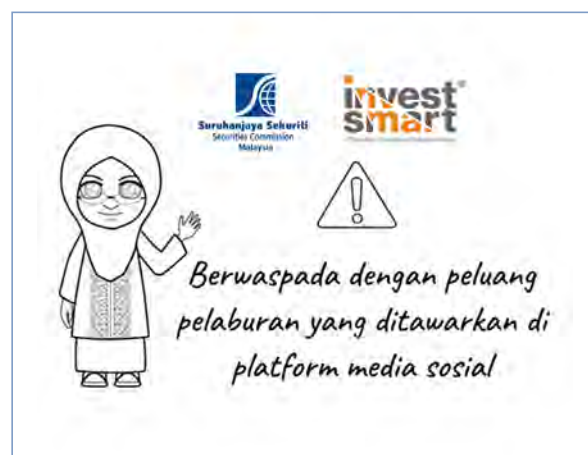 Suruhanjaya Sekuriti
Securities Commission
Malaysia
invest
smart
Berwaspada dengan peluang
pelaburan yang ditawarkan di
platform media sosial